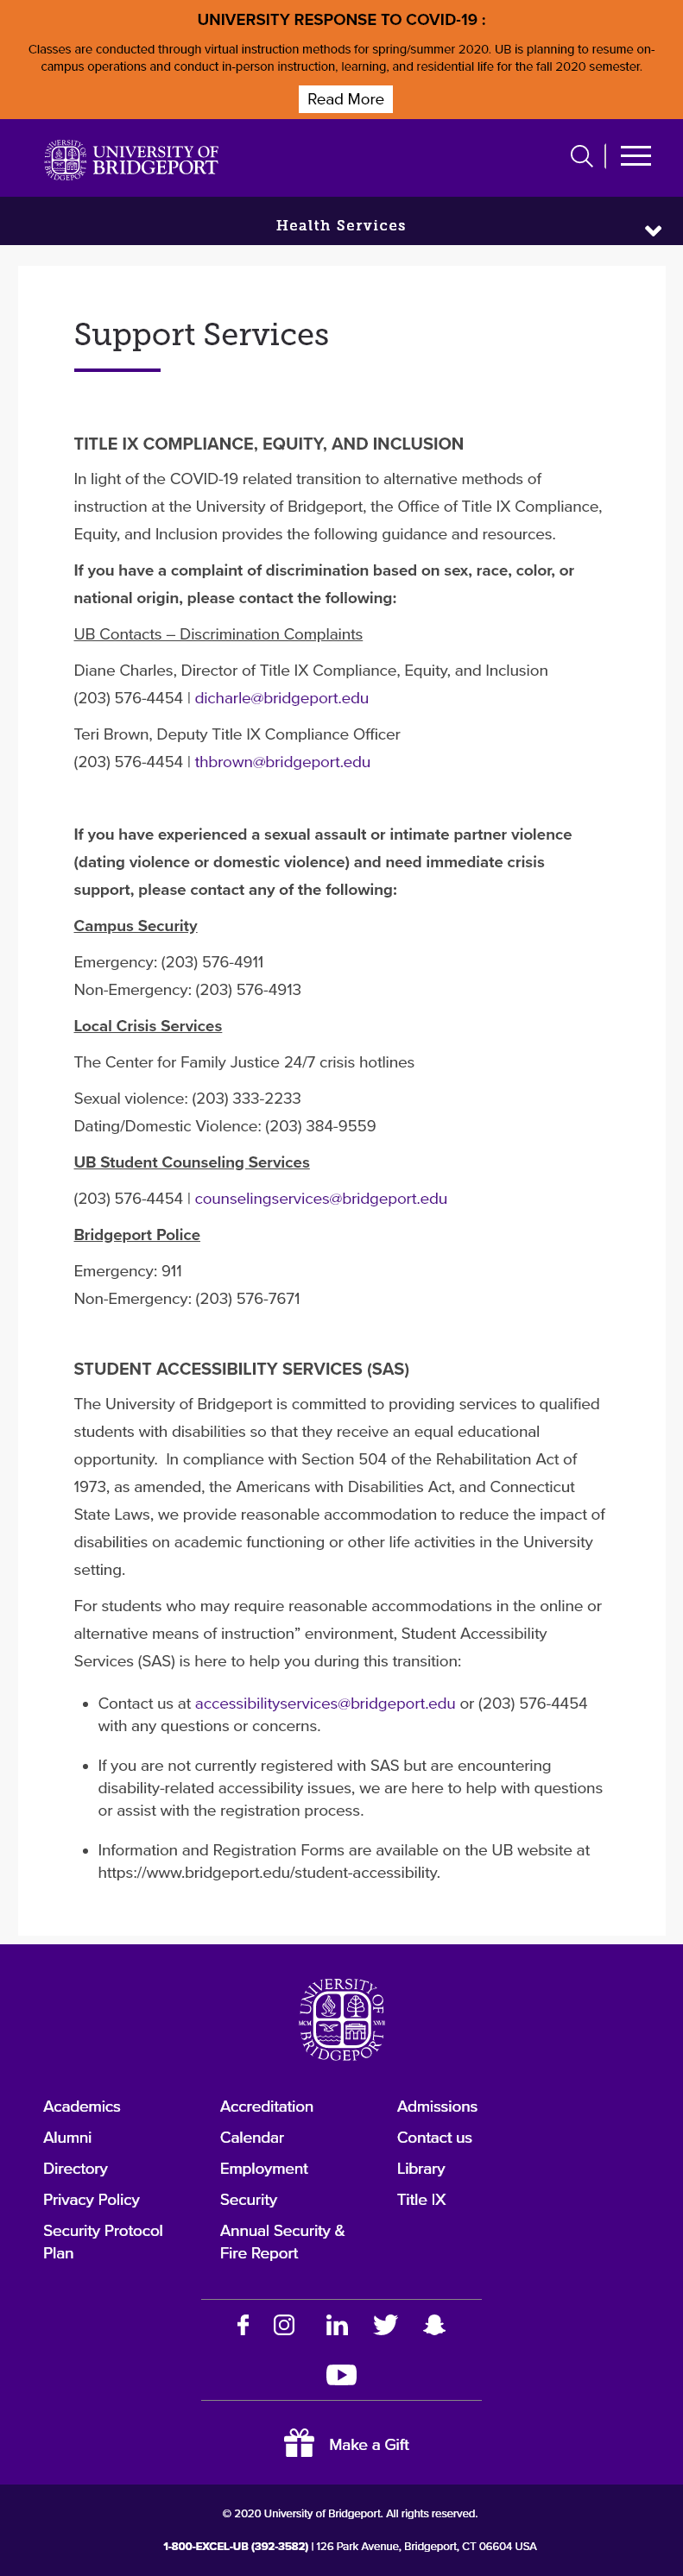 UNIVERSITY RESPONSE TO COVID-19 :
Classes are conducted through virtual instruction methods for spring/summer 2020. UB is planning to resume on-
campus operations and conduct in-person instruction, learning, and residential life for the fall 2020 semester.
Read More
UNIVERSITY OF
BRIDGEPORT
Health Services
Support Services
TITLE IX COMPLIANCE, EQUITY, AND INCLUSION
In light of the COVID-19 related transition to alternative methods of
instruction at the University of Bridgeport, the Office of Title IX Compliance,
Equity, and Inclusion provides the following guidance and resources.
If you have a complaint of discrimination based on sex, race, color, or
national origin, please contact the following:
UB Contacts – Discrimination Complaints
Diane Charles, Director of Title IX Compliance, Equity, and Inclusion
(203) 576-4454 | dicharle@bridgeport.edu
Teri Brown, Deputy Title IX Compliance Officer
(203) 576-4454 | thbrown@bridgeport.edu
If you have experienced a sexual assault or intimate partner violence
(dating violence or domestic violence) and need immediate crisis
support, please contact any of the following:
Campus Security
Emergency: (203) 576-4911
Non-Emergency: (203) 576-4913
Local Crisis Services
The Center for Family Justice 24/7 crisis hotlines
Sexual violence: (203) 333-2233
Dating/Domestic Violence: (203) 384-9559
UB Student Counseling Services
(203) 576-4454 | counselingservices@bridgeport.edu
Bridgeport Police
Emergency: 911
Non-Emergency: (203) 576-7671
STUDENT ACCESSIBILITY SERVICES (SAS)
The University of Bridgeport is committed to providing services to qualified
students with disabilities so that they receive an equal educational
opportunity.  In compliance with Section 504 of the Rehabilitation Act of
1973, as amended, the Americans with Disabilities Act, and Connecticut
State Laws, we provide reasonable accommodation to reduce the impact of
disabilities on academic functioning or other life activities in the University
setting.
For students who may require reasonable accommodations in the online or
alternative means of instruction” environment, Student Accessibility
Services (SAS) is here to help you during this transition:
• Contact us at accessibilityservices@bridgeport.edu or (203) 576-4454
with any questions or concerns.
• If you are not currently registered with SAS but are encountering
disability-related accessibility issues, we are here to help with questions
or assist with the registration process.
• Information and Registration Forms are available on the UB website at
https://www.bridgeport.edu/student-accessibility.
UNIVERSITY OF
MCM XXVII
BRIDGEPORT
Academics Accreditation Admissions
Alumni Calendar Contact us
Directory Employment Library
Privacy Policy Security Title IX
Security Protocol Annual Security &
Plan Fire Report
Make a Gift
© 2020 University of Bridgeport. All rights reserved.
1-800-EXCEL-UB (392-3582) | 126 Park Avenue, Bridgeport, CT 06604 USA